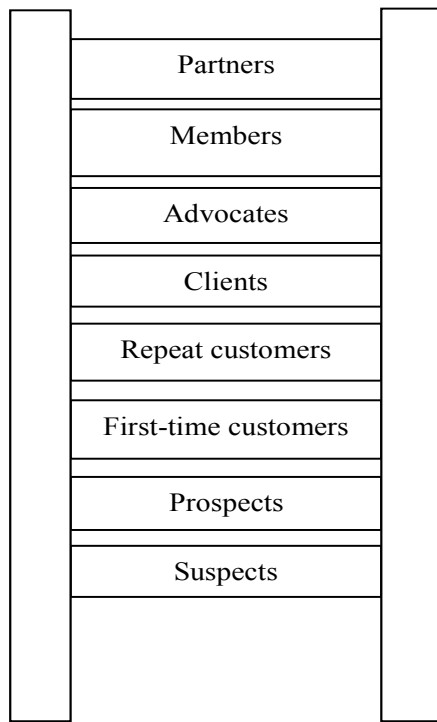 Partners
Members
Advocates
Clients
Repeat customers
First-time customers
Prospects
Suspects